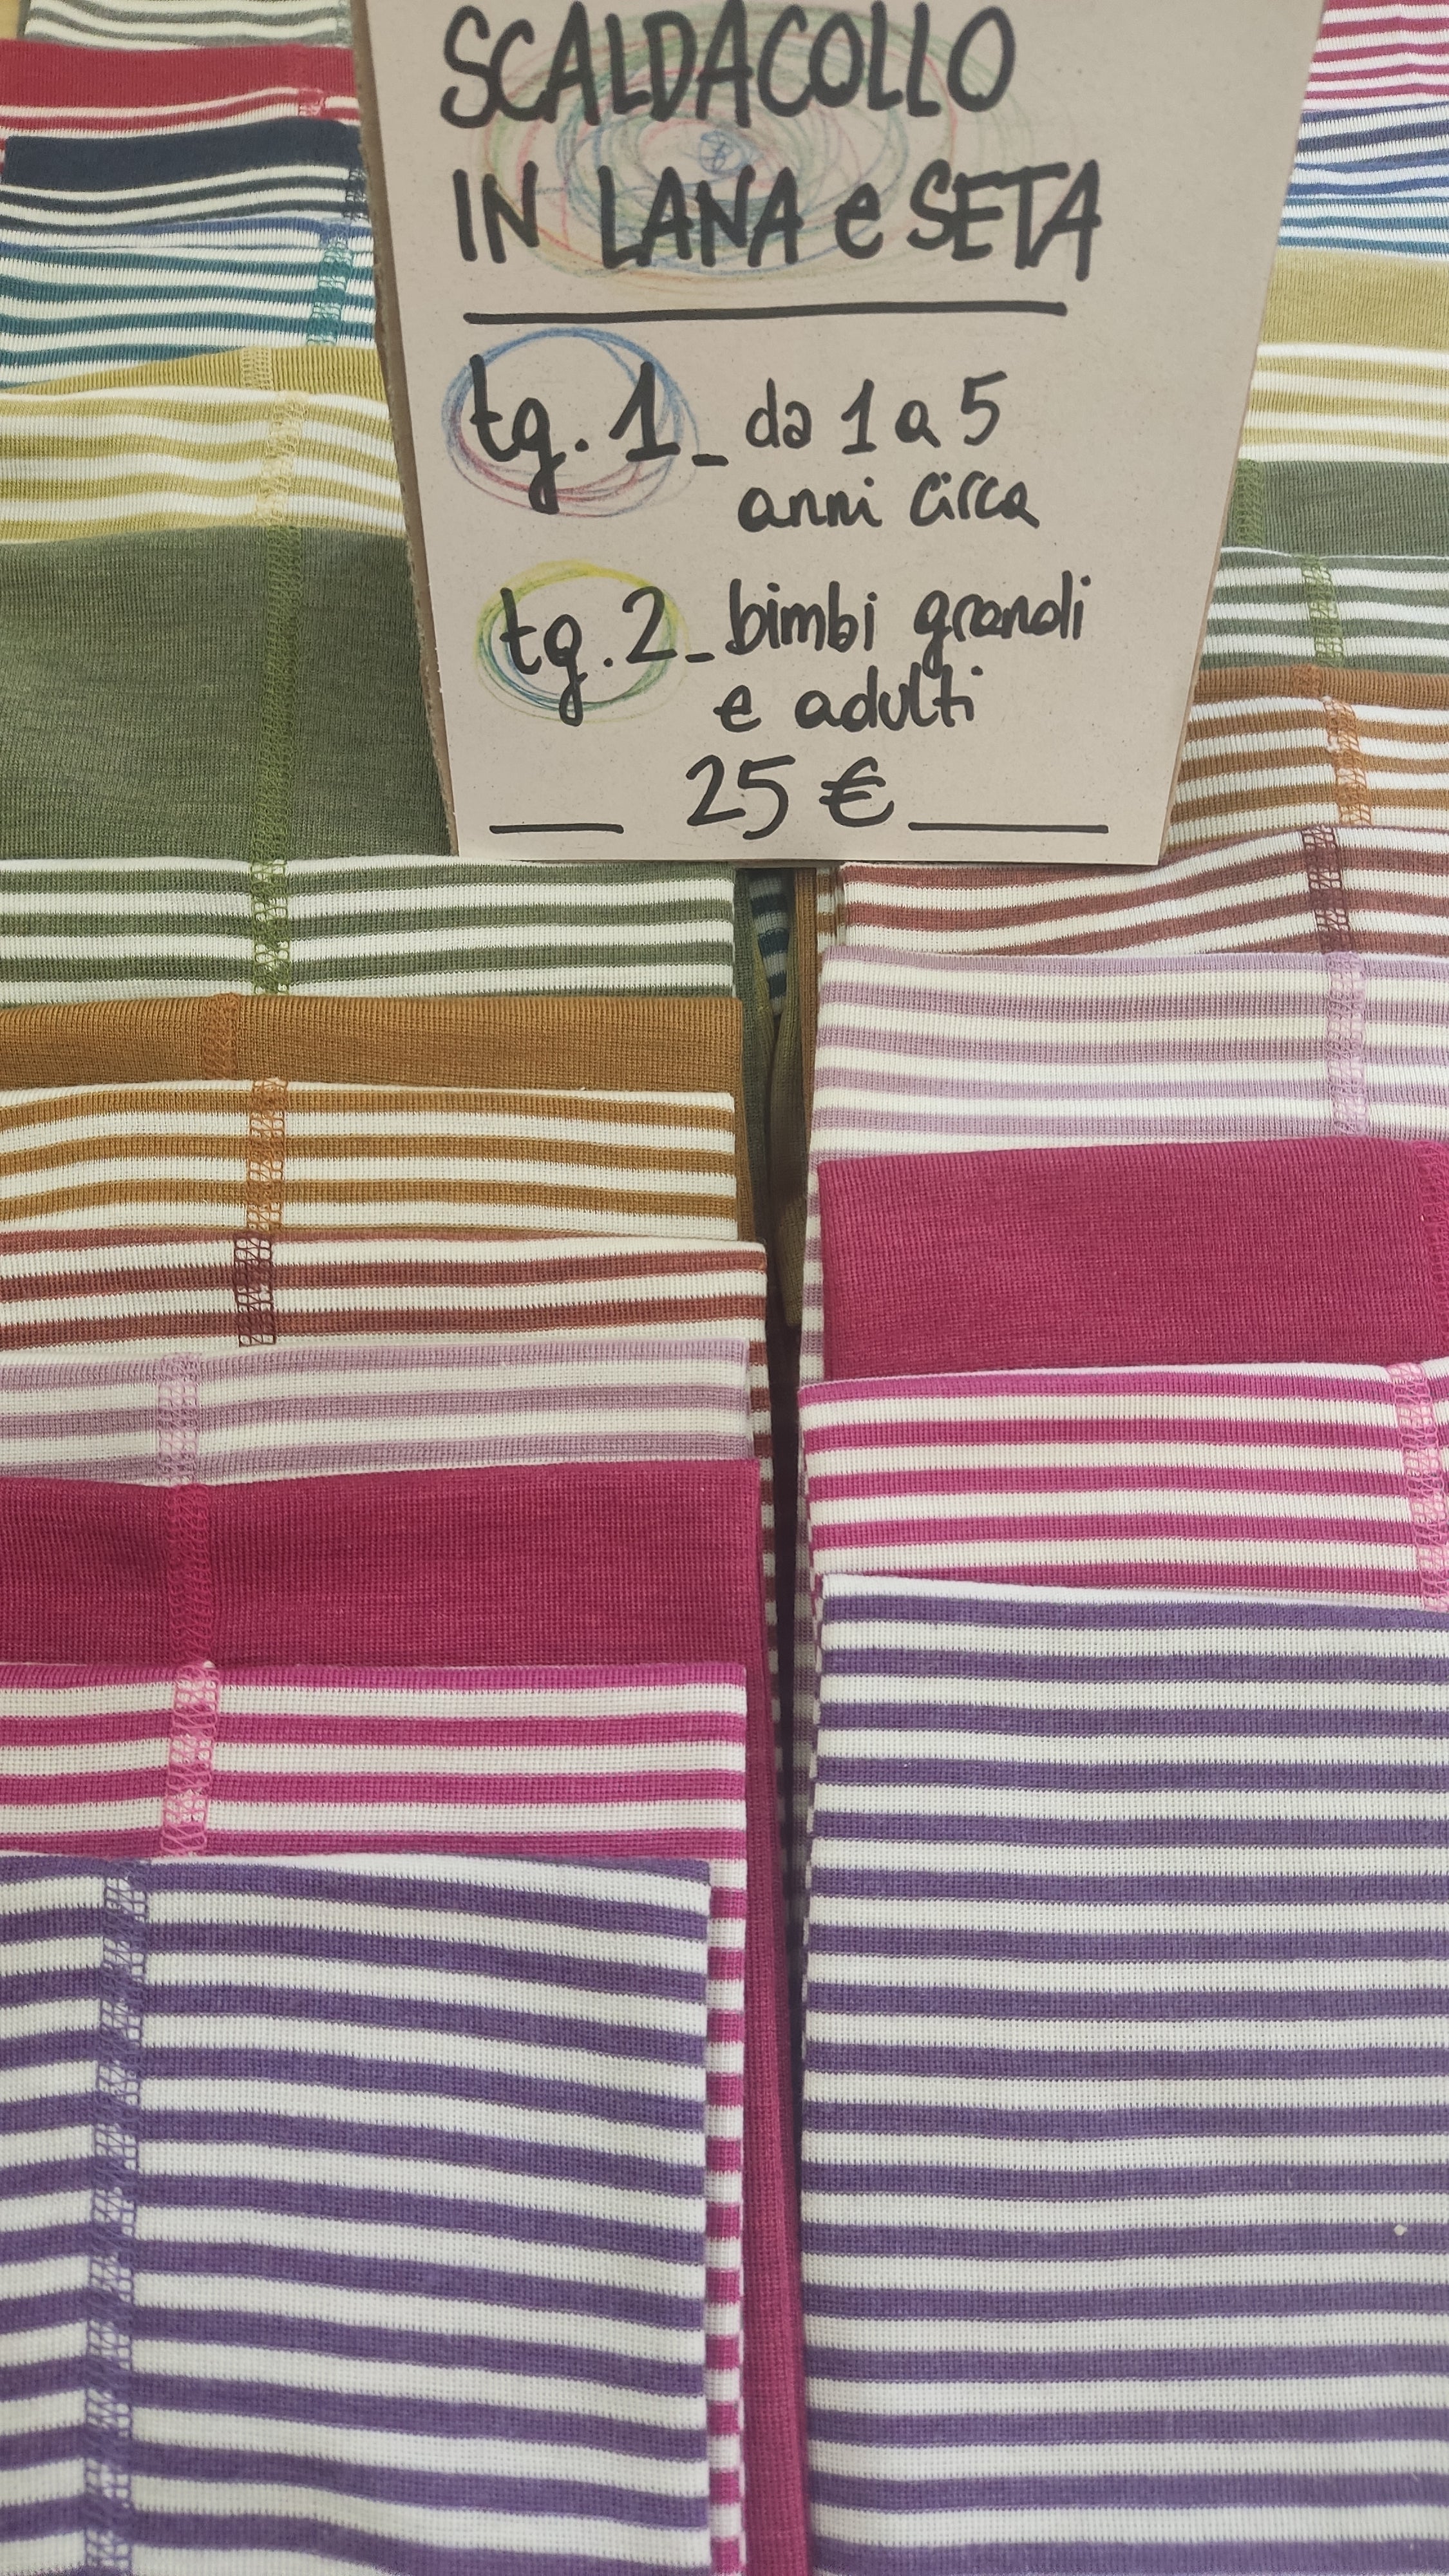 SCALDACOLLO
IN LANA e SETA
tg. 1_ da 1 a 5
anni circa
tg. 2_ bimbi grandi
e adulti
25 €